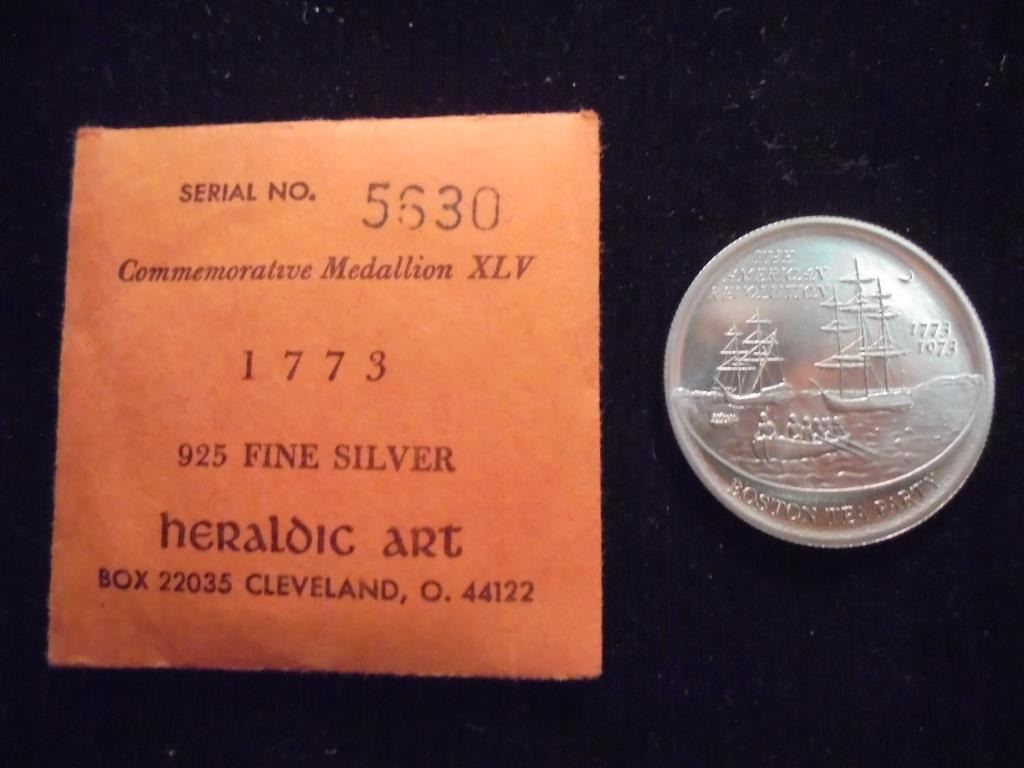 SERIAL NO. 5630
Commemorative Medallion XLV
1773
925 FINE SILVER
heraldic art
BOX 22035 CLEVELAND, O. 44122
THE
AMERICAN
REVOLUTION
1773
1973
BOSTON TEA PARTY